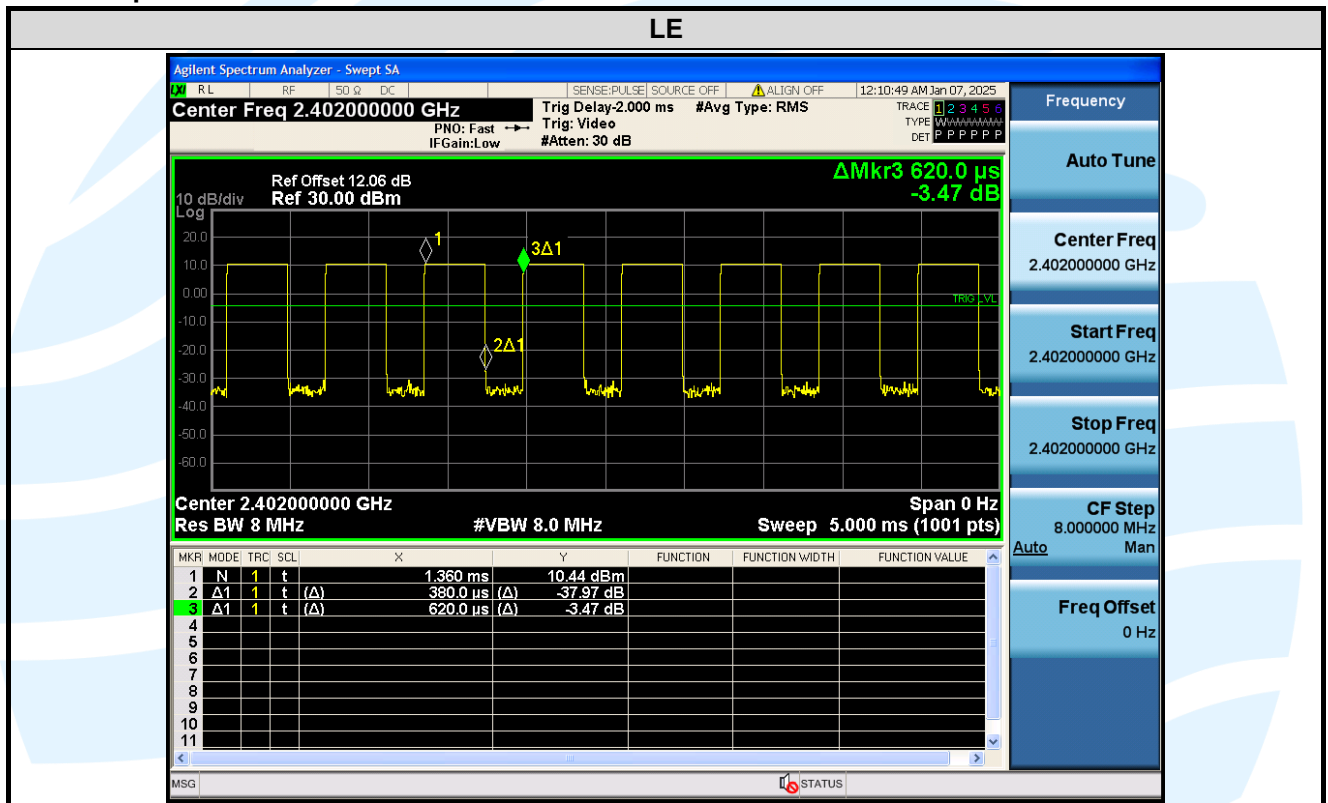 LE
Agilent Spectrum Analyzer - Swept SA
LXI RL RF 50 Ω DC SENSE:PULSE SOURCE OFF ALIGN OFF 12:10:49 AM Jan 07, 2025
Center Freq 2.402000000 GHz
PNO: Fast
IFGain:Low
Trig Delay-2.000 ms
Trig: Video
#Atten: 30 dB
#Avg Type: RMS
TRACE 1 2 3 4 5 6
TYPE W
DET P P P P P P
ΔMkr3 620.0 µs
-3.47 dB
Ref Offset 12.06 dB
10 dB/div Ref 30.00 dBm
Log
20.0
10.0
0.00
-10.0
-20.0
-30.0
-40.0
-50.0
-60.0
1
3Δ1
2Δ1
TRIG LVL
Center 2.402000000 GHz Span 0 Hz
Res BW 8 MHz #VBW 8.0 MHz Sweep 5.000 ms (1001 pts)
MKR MODE TRC SCL X Y FUNCTION FUNCTION WIDTH FUNCTION VALUE
1 N 1 t 1.360 ms 10.44 dBm
2 Δ1 1 t (Δ) 380.0 µs (Δ) -37.97 dB
3 Δ1 1 t (Δ) 620.0 µs (Δ) -3.47 dB
4
5
6
7
8
9
10
11
MSG STATUS
Frequency
Auto Tune
Center Freq
2.402000000 GHz
Start Freq
2.402000000 GHz
Stop Freq
2.402000000 GHz
CF Step
8.000000 MHz
Auto Man
Freq Offset
0 Hz